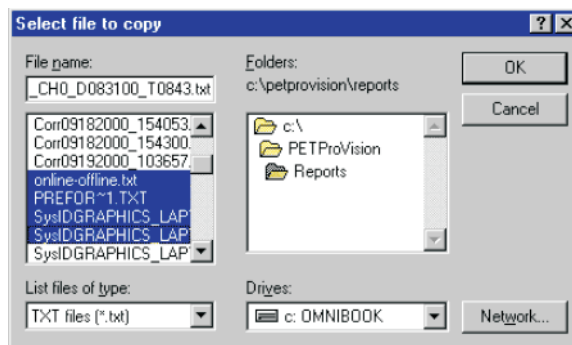 Select file to copy
File name:
_CH0_D083100_T0843.txt
Corr09182000_154053.
Corr09182000_154300.
Corr09192000_103657.
online-offline.txt
PREFOR~1.TXT
SysIDGRAPHICS_LAP
SysIDGRAPHICS_LAP
SysIDGRAPHICS_LAP
List files of type:
TXT files (*.txt)
Folders:
c:\petprovision\reports
c:\
PETProVision
Reports
Drives:
c: OMNIBOOK
OK
Cancel
Network...